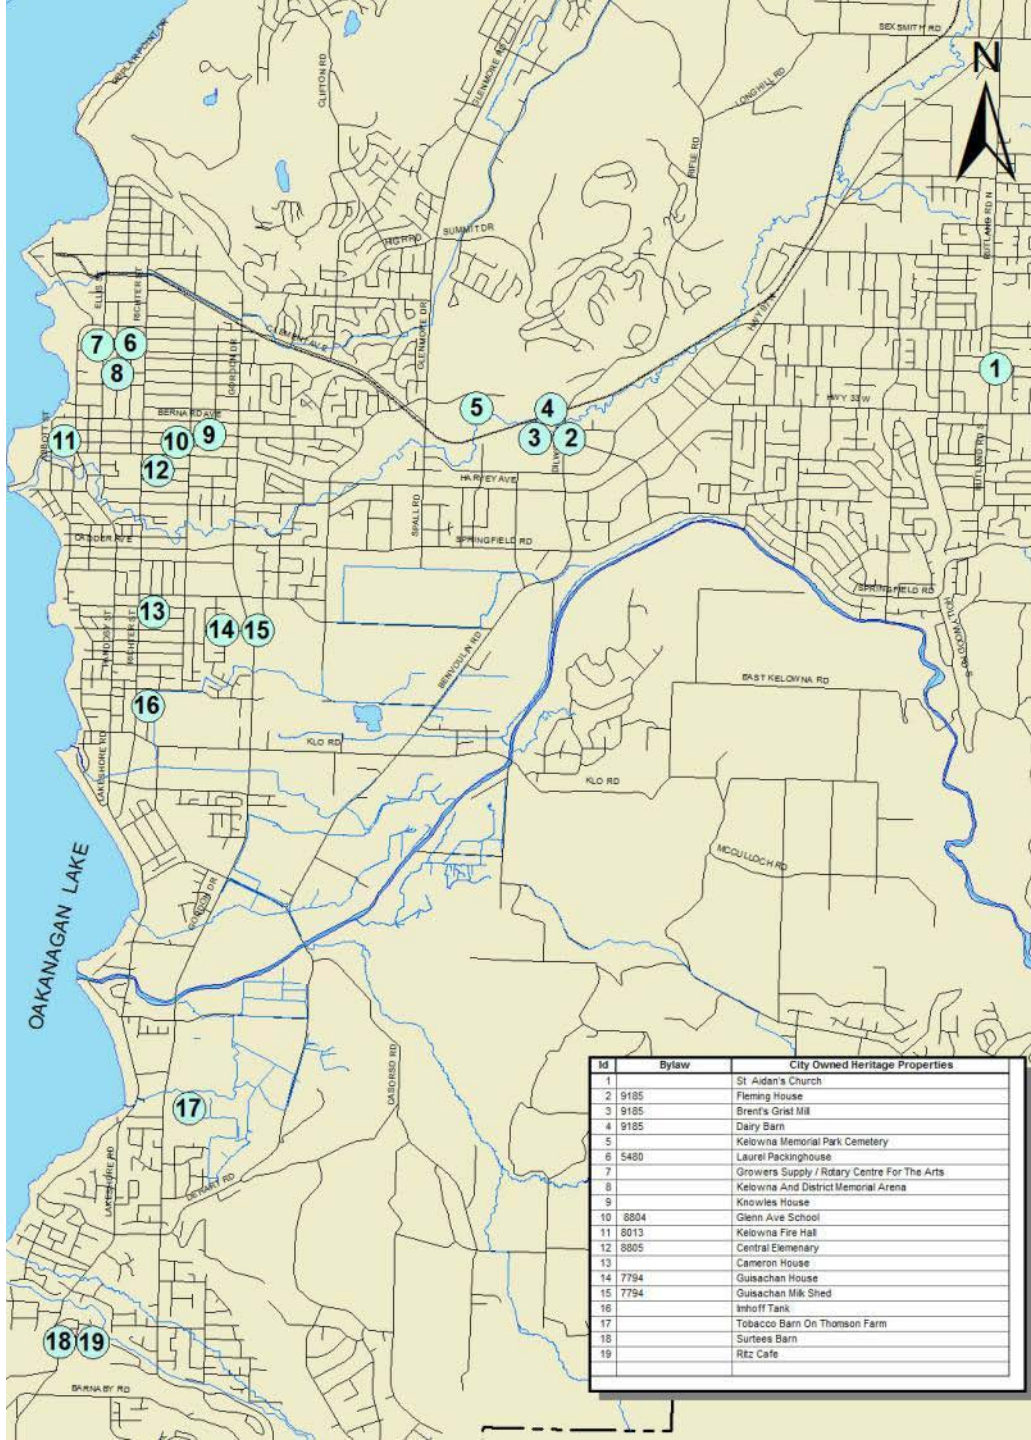 POPLAR POINT DR
CLIFTON RD
GLENMORE RD
SEXSMITH RD
LONGHILL RD
RIFLE RD
N
RUTLAND RD N
HIGH RD
SUMMIT DR
ELLIS ST
RICHTER ST
CLEMENT AVE
GORDON DR
GLENMORE DR
HWY 97 N
7
6
8
1
5
4
3
2
HWY 33 W
BERNARD AVE
ABBOTT ST
11
10
9
12
DILW
RUTLAND RD S
HARVEY AVE
SPALL RD
CADDER AVE
SPRINGFIELD RD
SPRINGFIELD RD
HOLLYWOOD RD S
13
14
15
PANDOSY ST
RICHTER ST
BENVOULIN RD
EAST KELOWNA RD
16
LAKESHORE RD
KLO RD
KLO RD
MCCULLOCH RD
GORDON DR
OAKANAGAN LAKE
CASORSO RD
17
LAKESHORE RD
DEHART RD
18
19
BARNABY RD
Id Bylaw City Owned Heritage Properties
1 St Aidan's Church
2 9185 Fleming House
3 9185 Brent's Grist Mill
4 9185 Dairy Barn
5 Kelowna Memorial Park Cemetery
6 5480 Laurel Packinghouse
7 Growers Supply / Rotary Centre For The Arts
8 Kelowna And District Memorial Arena
9 Knowles House
10 8804 Glenn Ave School
11 8013 Kelowna Fire Hall
12 8805 Central Elemenary
13 Cameron House
14 7794 Guisachan House
15 7794 Guisachan Milk Shed
16 Imhoff Tank
17 Tobacco Barn On Thomson Farm
18 Surtees Barn
19 Ritz Cafe